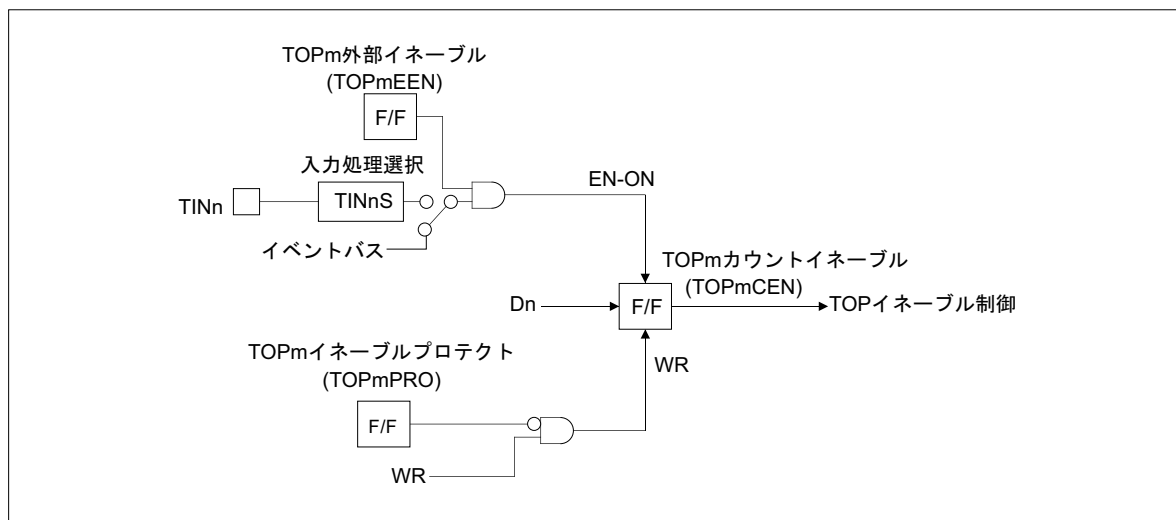 TOPm外部イネーブル
(TOPmEEN)
F/F
入力処理選択
TINn
TINnS
EN-ON
イベントバス
TOPmカウントイネーブル
(TOPmCEN)
Dn
F/F
TOPイネーブル制御
TOPmイネーブルプロテクト
(TOPmPRO)
WR
F/F
WR